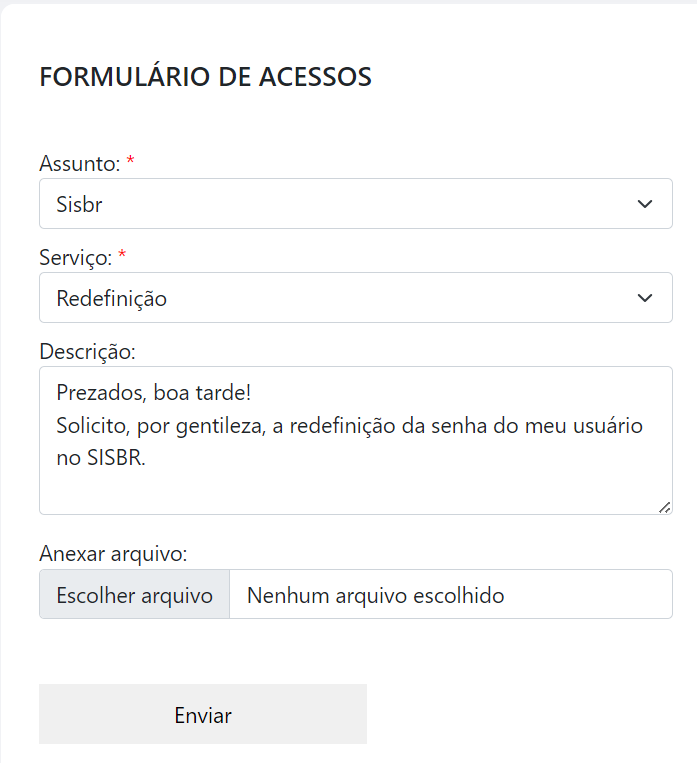 FORMULÁRIO DE ACESSOS
Assunto: *
Sisbr
Serviço: *
Redefinição
Descrição:
Prezados, boa tarde!
Solicito, por gentileza, a redefinição da senha do meu usuário
no SISBR.
Anexar arquivo:
Escolher arquivo Nenhum arquivo escolhido
Enviar